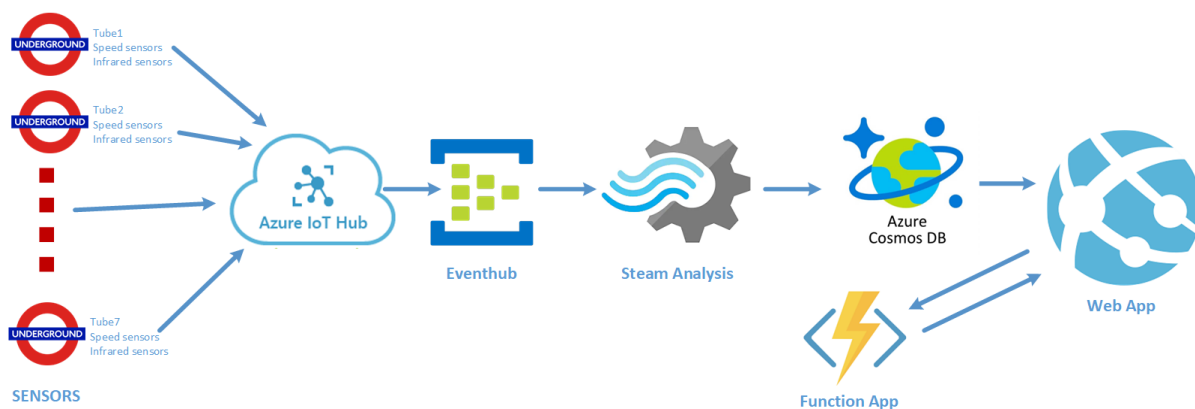 UNDERGROUND
Tube1
Speed sensors
Infrared sensors
UNDERGROUND
Tube2
Speed sensors
Infrared sensors
UNDERGROUND
Tube7
Speed sensors
Infrared sensors
SENSORS
Azure IoT Hub
Eventhub
Steam Analysis
Azure
Cosmos DB
Function App
Web App